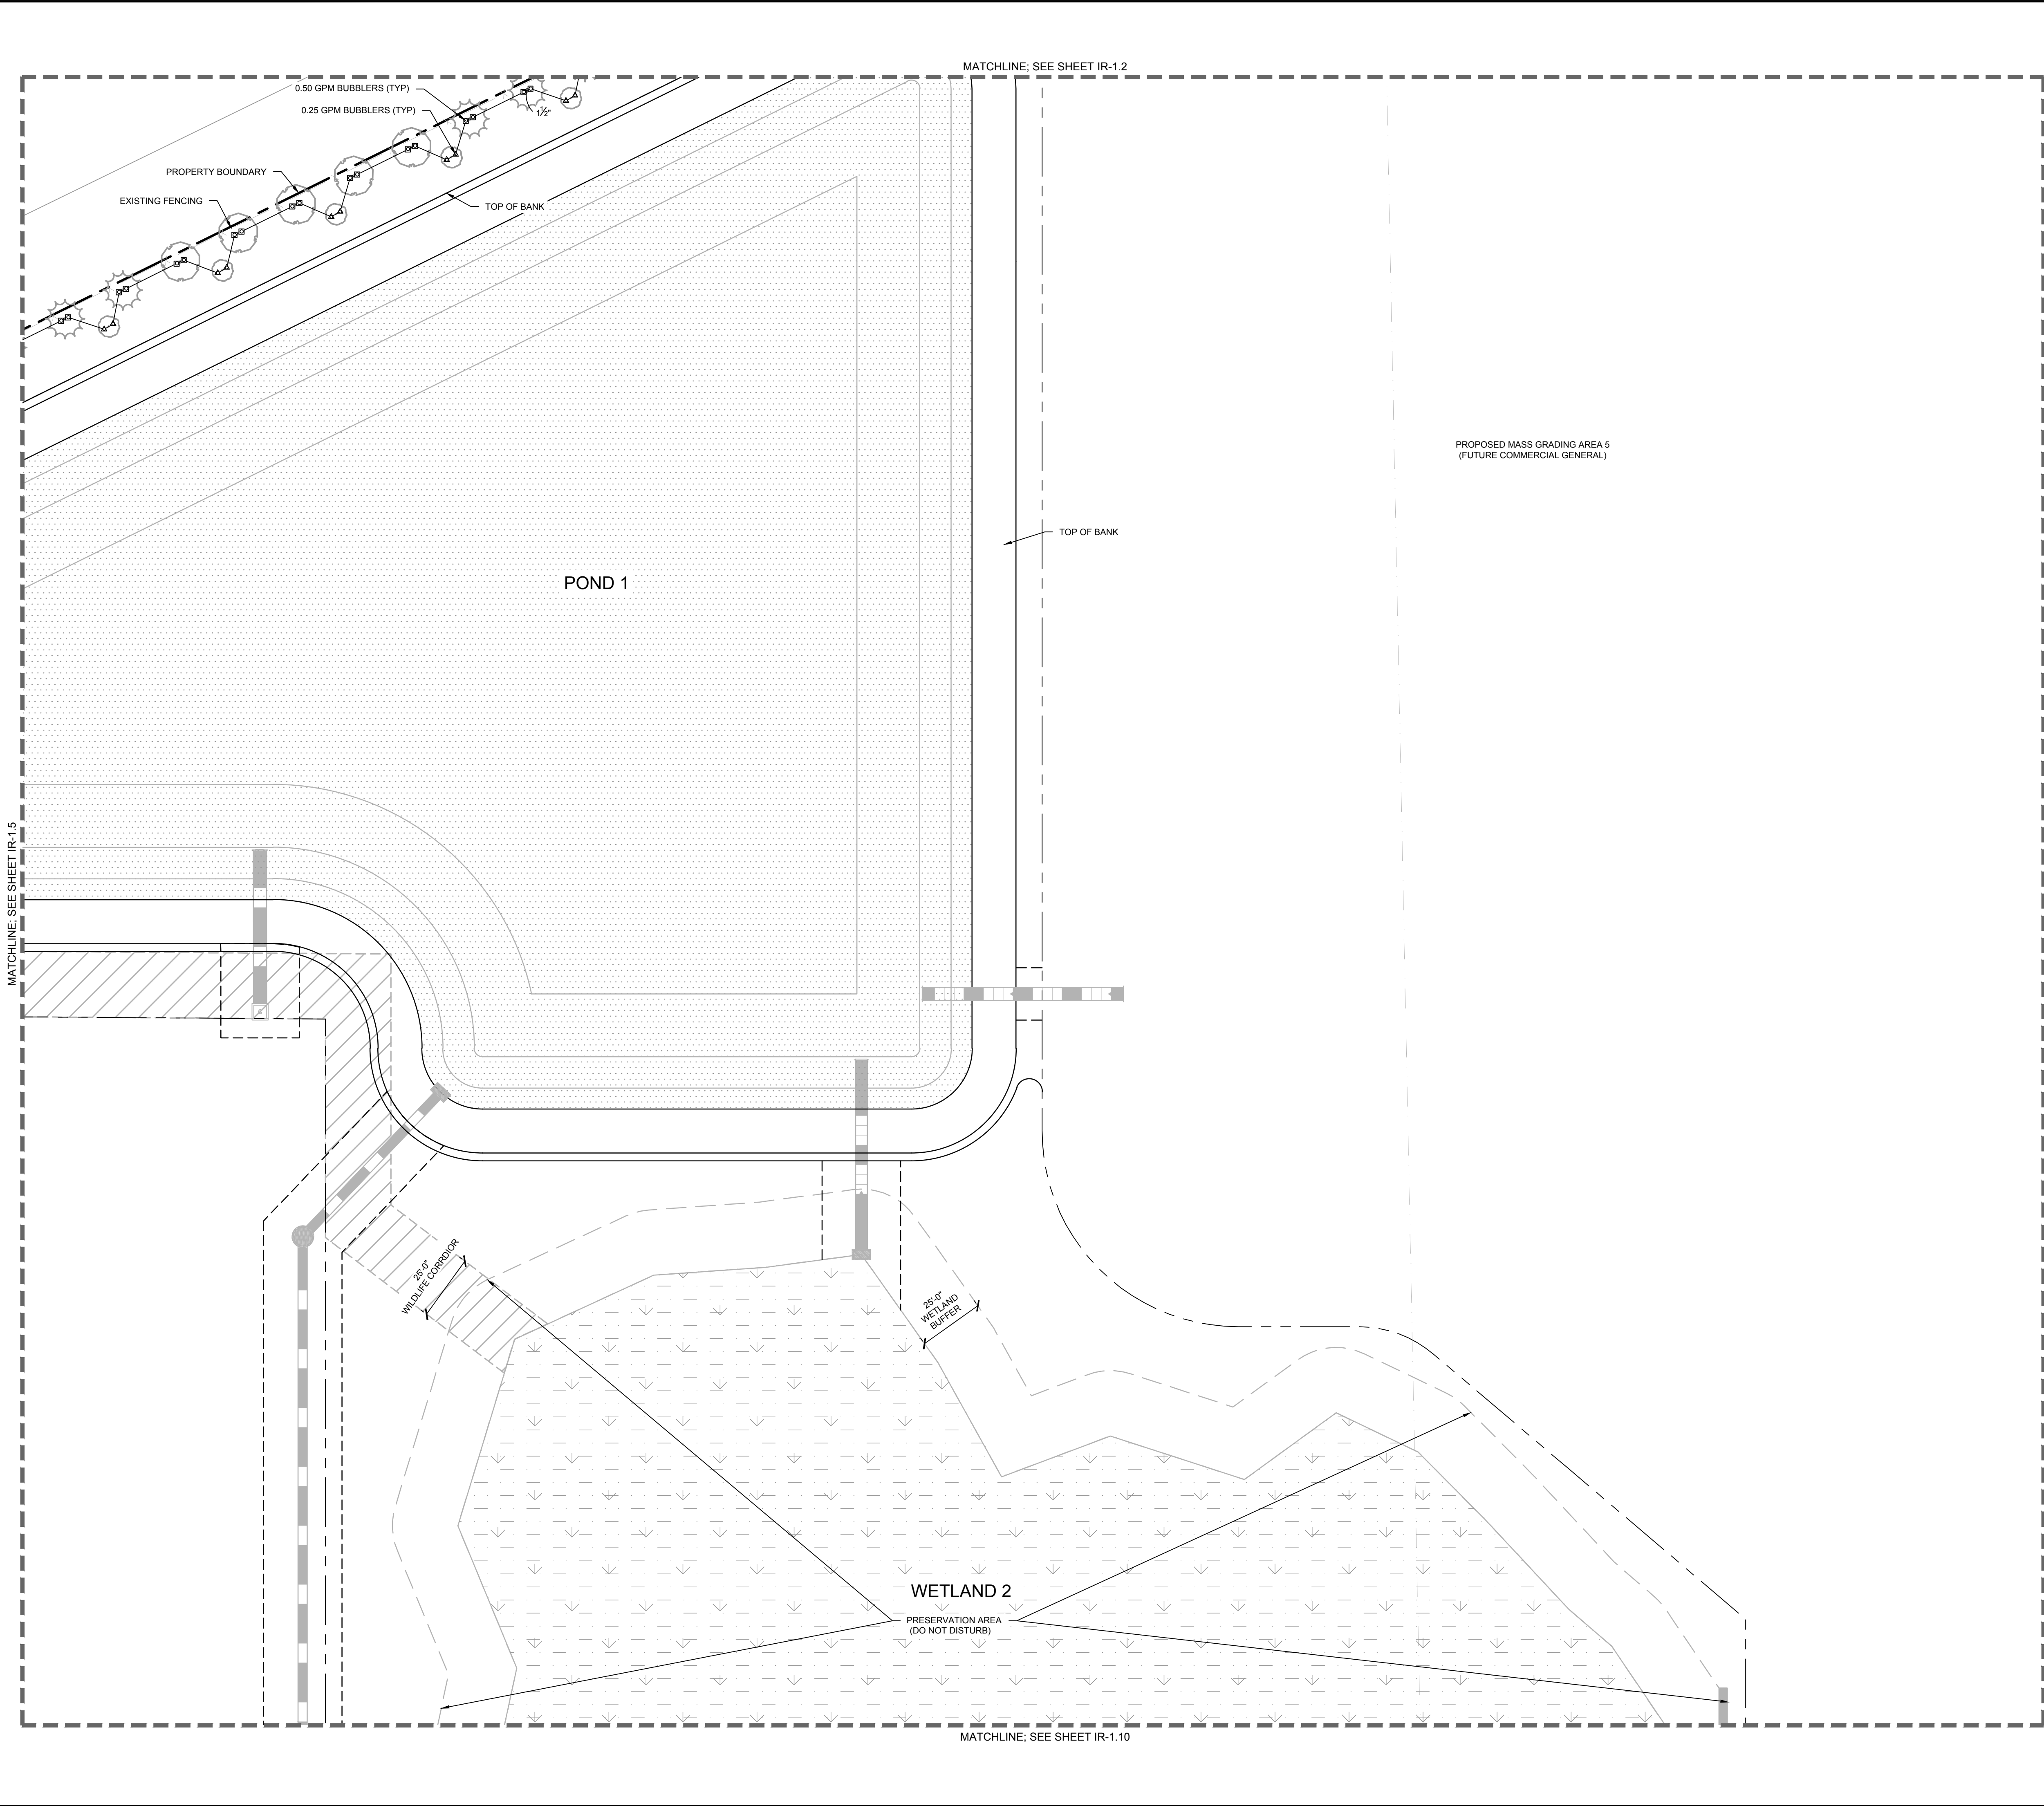 MATCHLINE; SEE SHEET IR-1.2
0.50 GPM BUBBLERS (TYP)
1½"
0.25 GPM BUBBLERS (TYP)
PROPERTY BOUNDARY
EXISTING FENCING
TOP OF BANK
PROPOSED MASS GRADING AREA 5
(FUTURE COMMERCIAL GENERAL)
TOP OF BANK
POND 1
MATCHLINE; SEE SHEET IR-1.5
25'-0"
WILDLIFE CORRDIOR
25'-0"
WETLAND
BUFFER
WETLAND 2
PRESERVATION AREA
(DO NOT DISTURB)
MATCHLINE; SEE SHEET IR-1.10